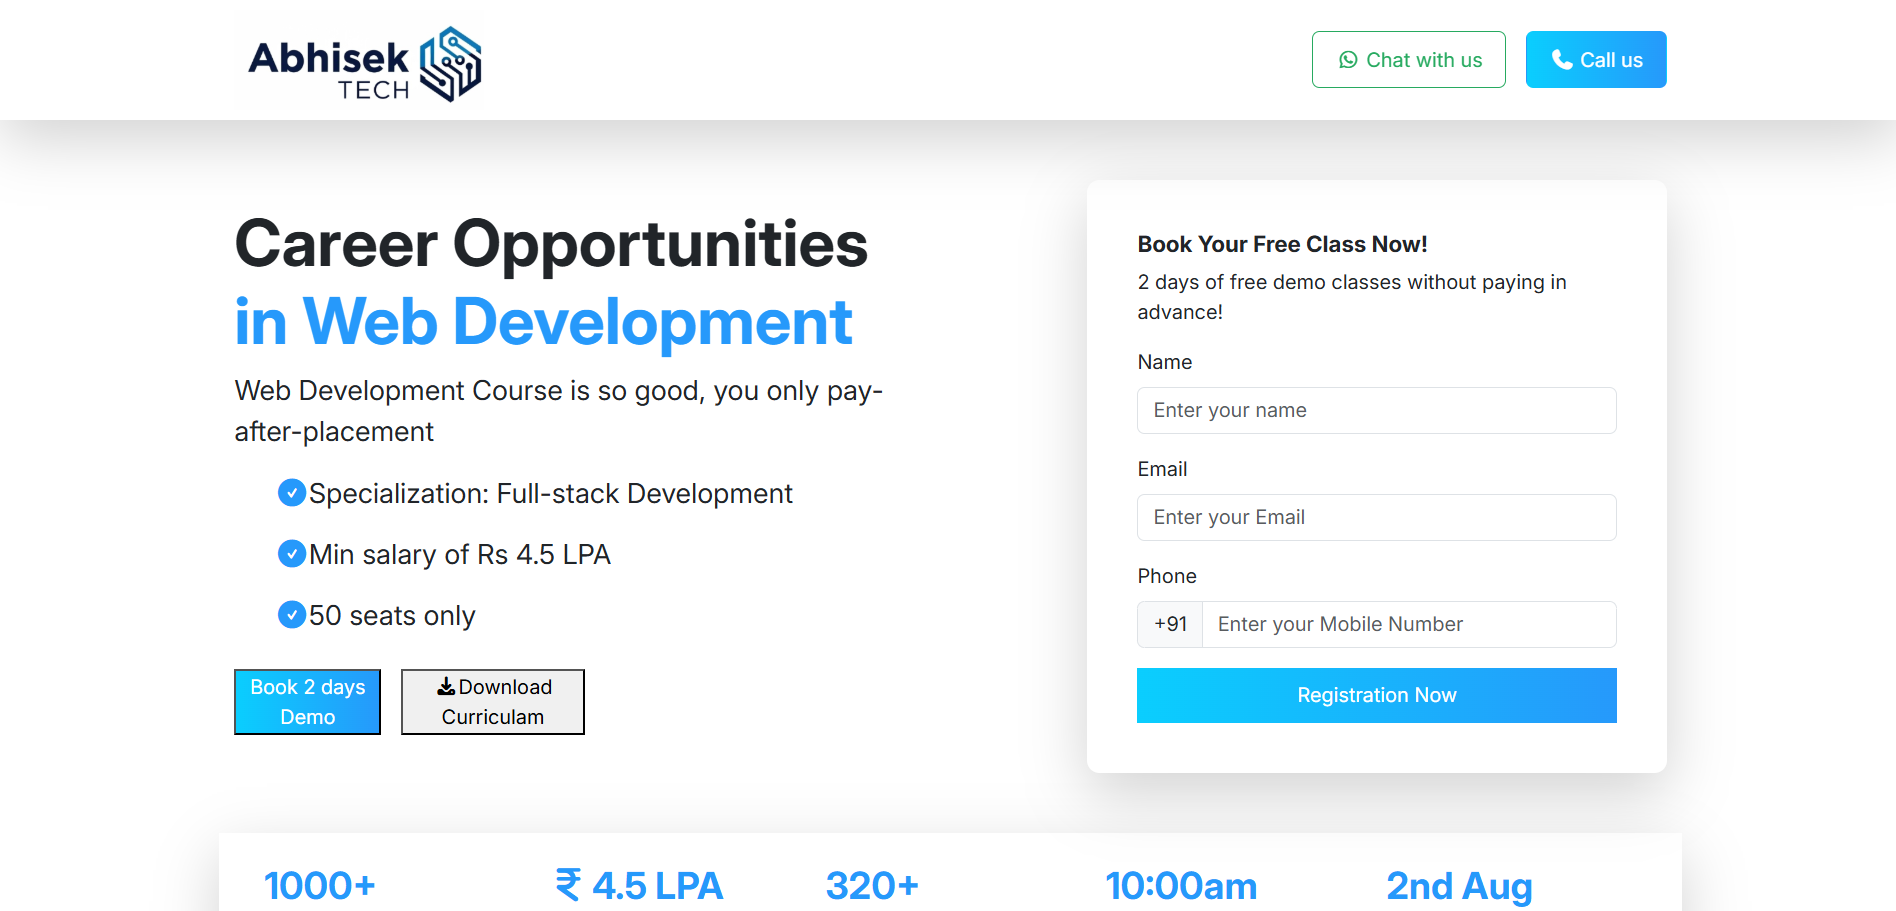 Abhisek
TECH
Chat with us
Call us
Career Opportunities
in Web Development
Web Development Course is so good, you only pay-
after-placement
Specialization: Full-stack Development
Min salary of Rs 4.5 LPA
50 seats only
Book 2 days
Demo
Download
Curriculam
Book Your Free Class Now!
2 days of free demo classes without paying in
advance!
Name
Enter your name
Email
Enter your Email
Phone
+91
Enter your Mobile Number
Registration Now
1000+
₹ 4.5 LPA
320+
10:00am
2nd Aug